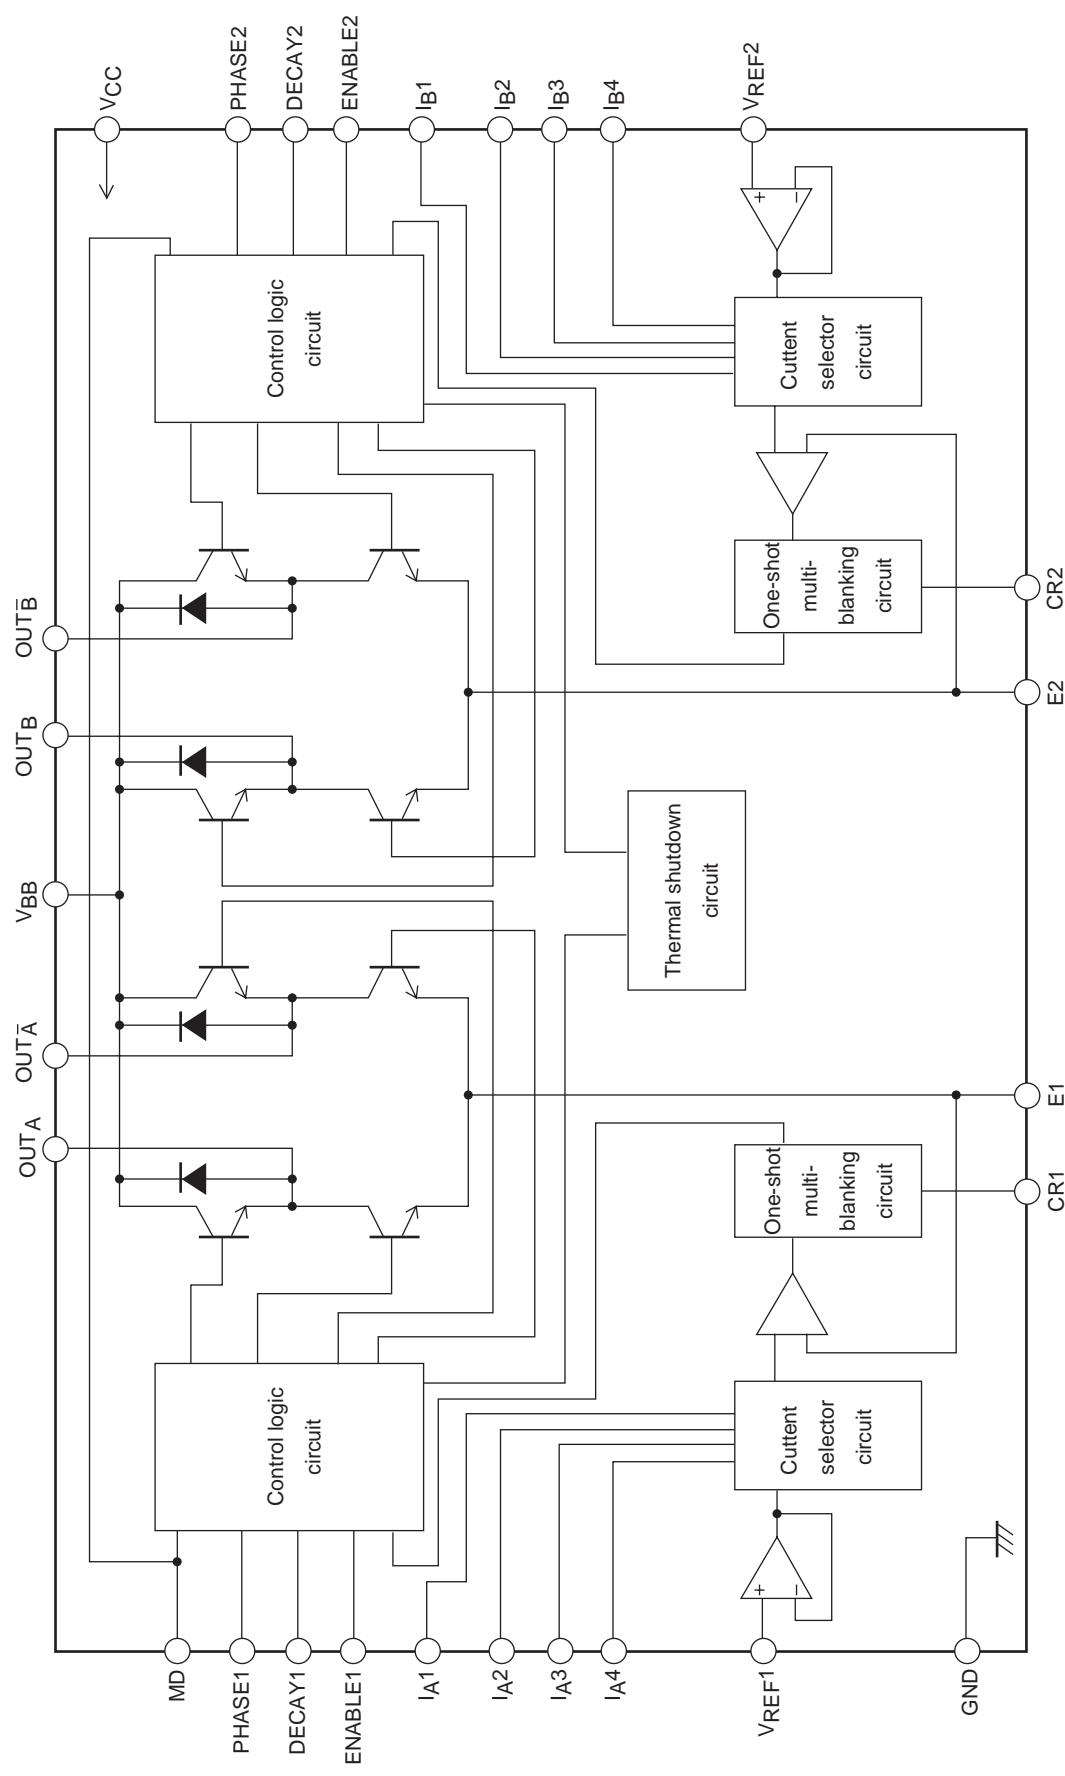 OUTA
OUTA̅
VBB
OUTB
OUTB̅
VCC
MD
PHASE1
DECAY1
ENABLE1
Control logic
circuit
Control logic
circuit
PHASE2
DECAY2
ENABLE2
IA1
IA2
IA3
IA4
IB1
IB2
IB3
IB4
Thermal shutdown
circuit
VREF1
+
−
Cuttent
selector
circuit
One-shot
multi-
blanking
circuit
One-shot
multi-
blanking
circuit
Cuttent
selector
circuit
+
−
VREF2
GND
CR1
E1
E2
CR2